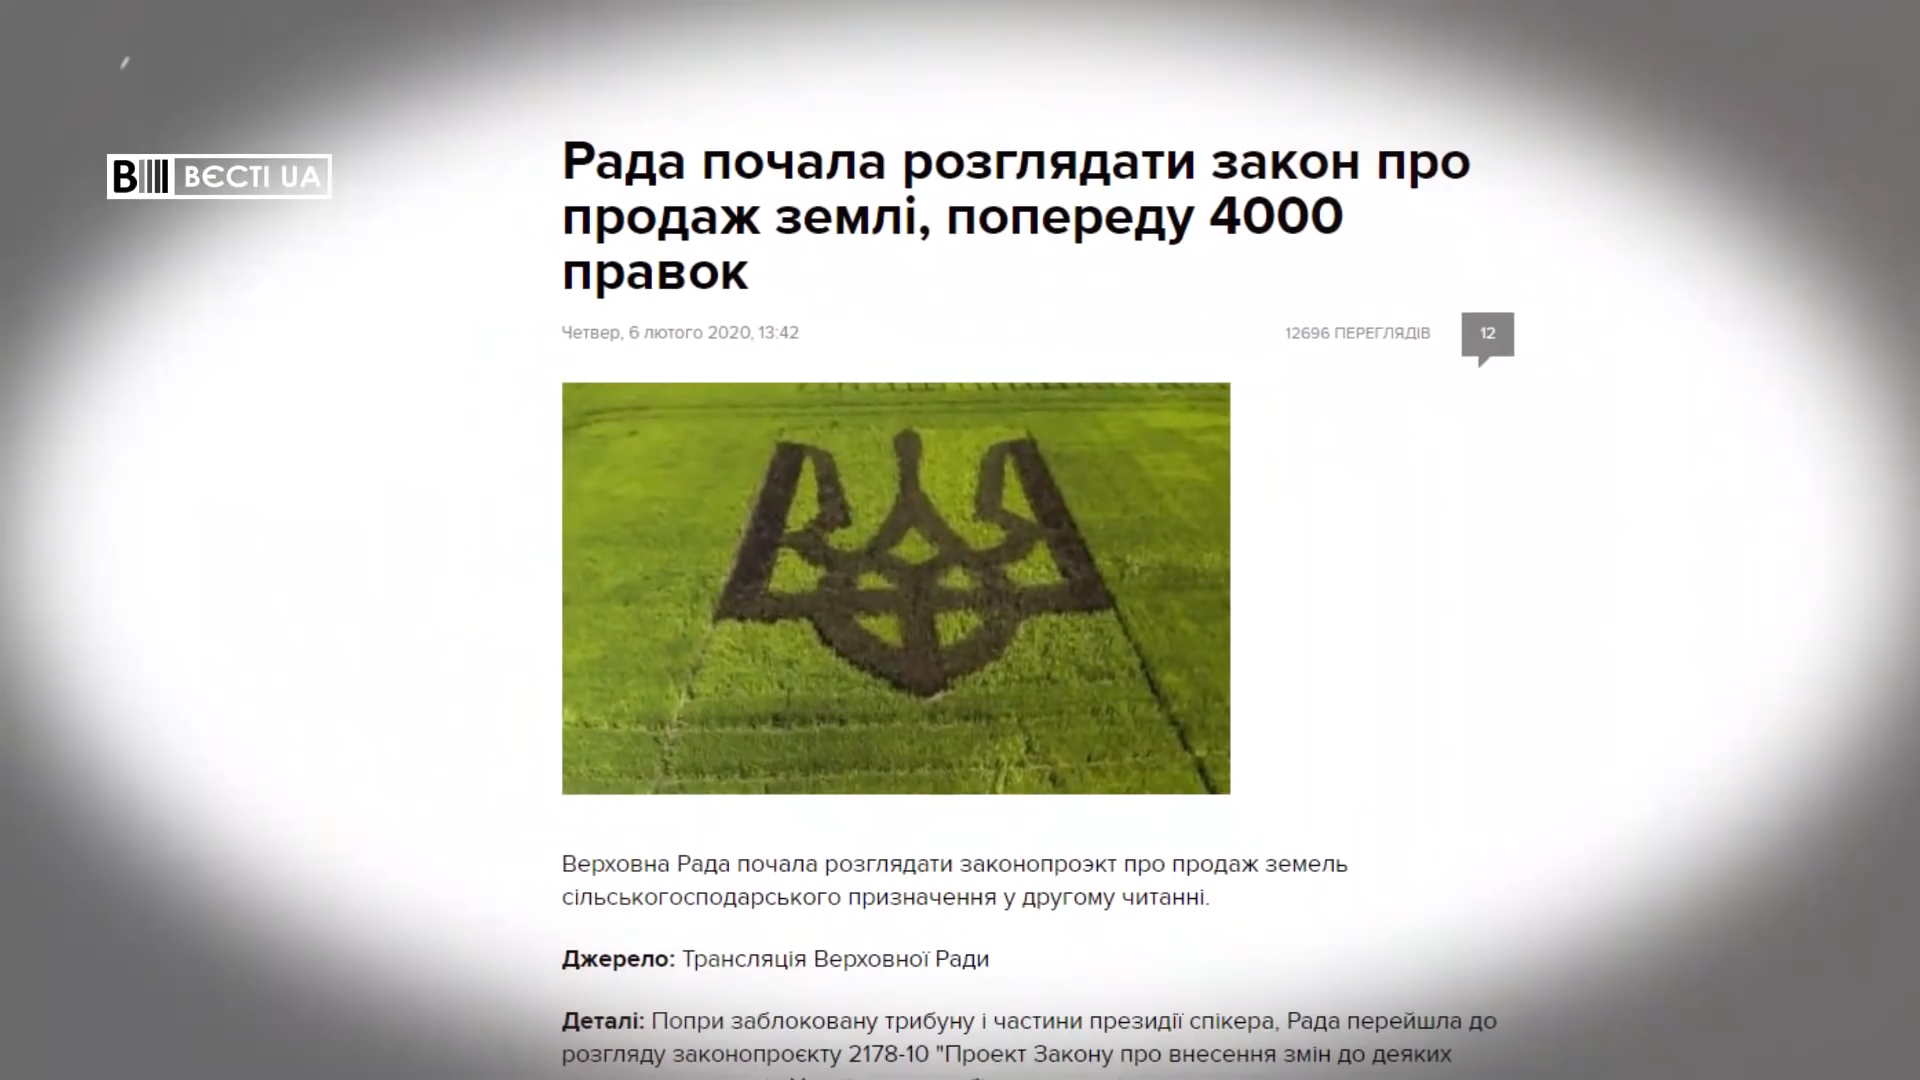 В ВЄСТІ UA
Рада почала розглядати закон про
продаж землі, попереду 4000
правок
Четвер, 6 лютого 2020, 13:42
12696 ПЕРЕГЛЯДІВ
12
Верховна Рада почала розглядати законопроэкт про продаж земель
сільськогосподарського призначення у другому читанні.
Джерело: Трансляція Верховної Ради
Деталі: Попри заблоковану трибуну і частини президії спікера, Рада перейшла до
розгляду законопроєкту 2178-10 "Проект Закону про внесення змін до деяких